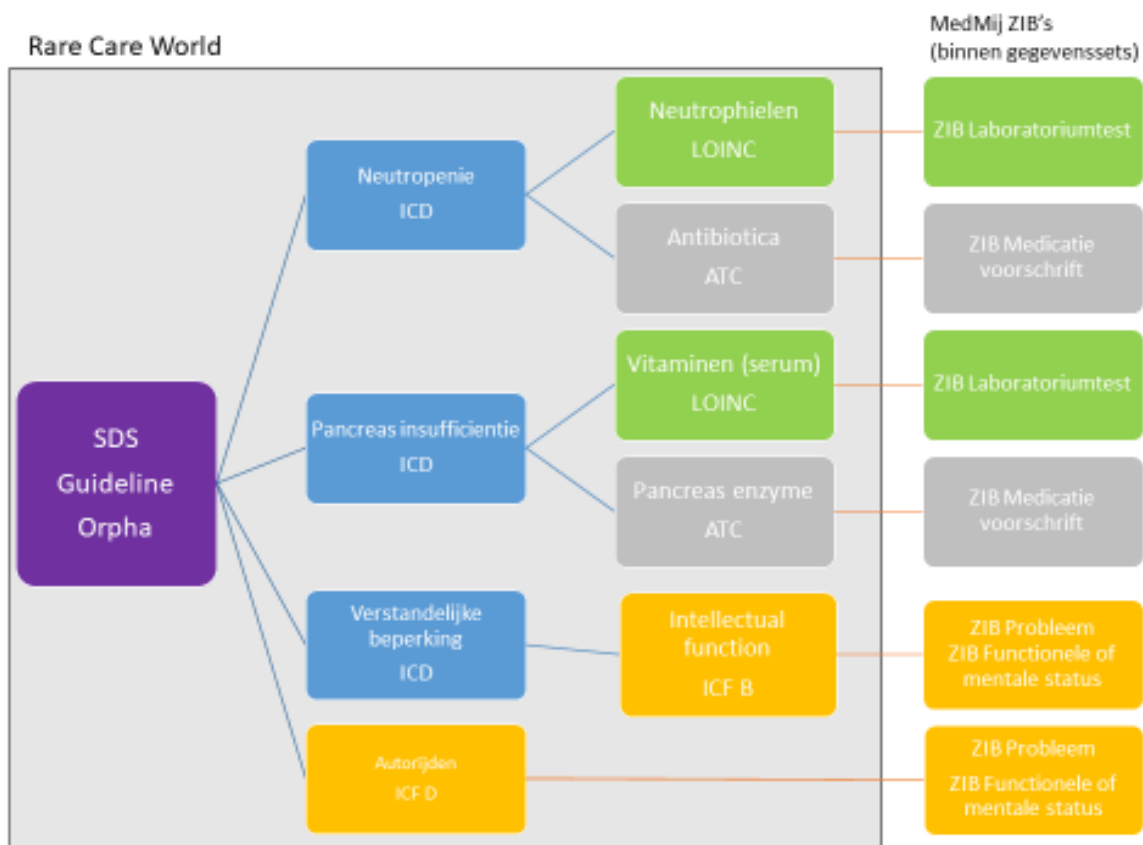 Rare Care World
MedMij ZIB's
(binnen gegevenssets)
SDS
Guideline
Orpha
Neutropenie
ICD
Neutrophielen
LOINC
ZIB Laboratoriumtest
Antibiotica
ATC
ZIB Medicatie
voorschrift
Pancreas insufficientie
ICD
Vitaminen (serum)
LOINC
ZIB Laboratoriumtest
Pancreas enzyme
ATC
ZIB Medicatie
voorschrift
Verstandelijke
beperking
ICD
Intellectual
function
ICF B
ZIB Probleem
ZIB Functionele of
mentale status
Autorijden
ICF D
ZIB Probleem
ZIB Functionele of
mentale status